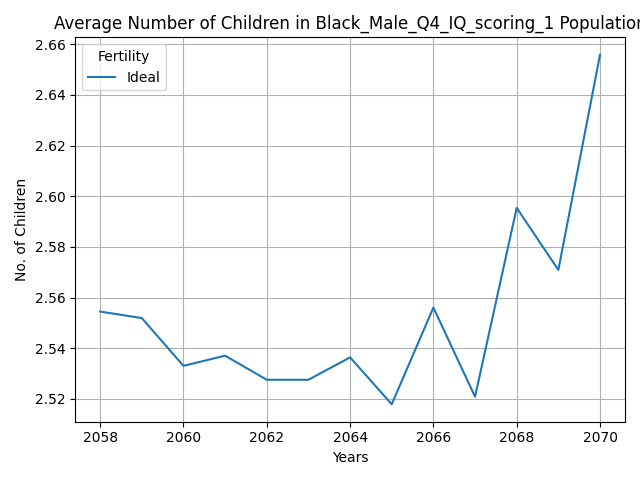 Average Number of Children in Black_Male_Q4_IQ_scoring_1 Population
2.66
Fertility
Ideal
2.64
2.62
2.60
2.58
2.56
2.54
2.52
No. of Children
2058 2060 2062 2064 2066 2068 2070
Years